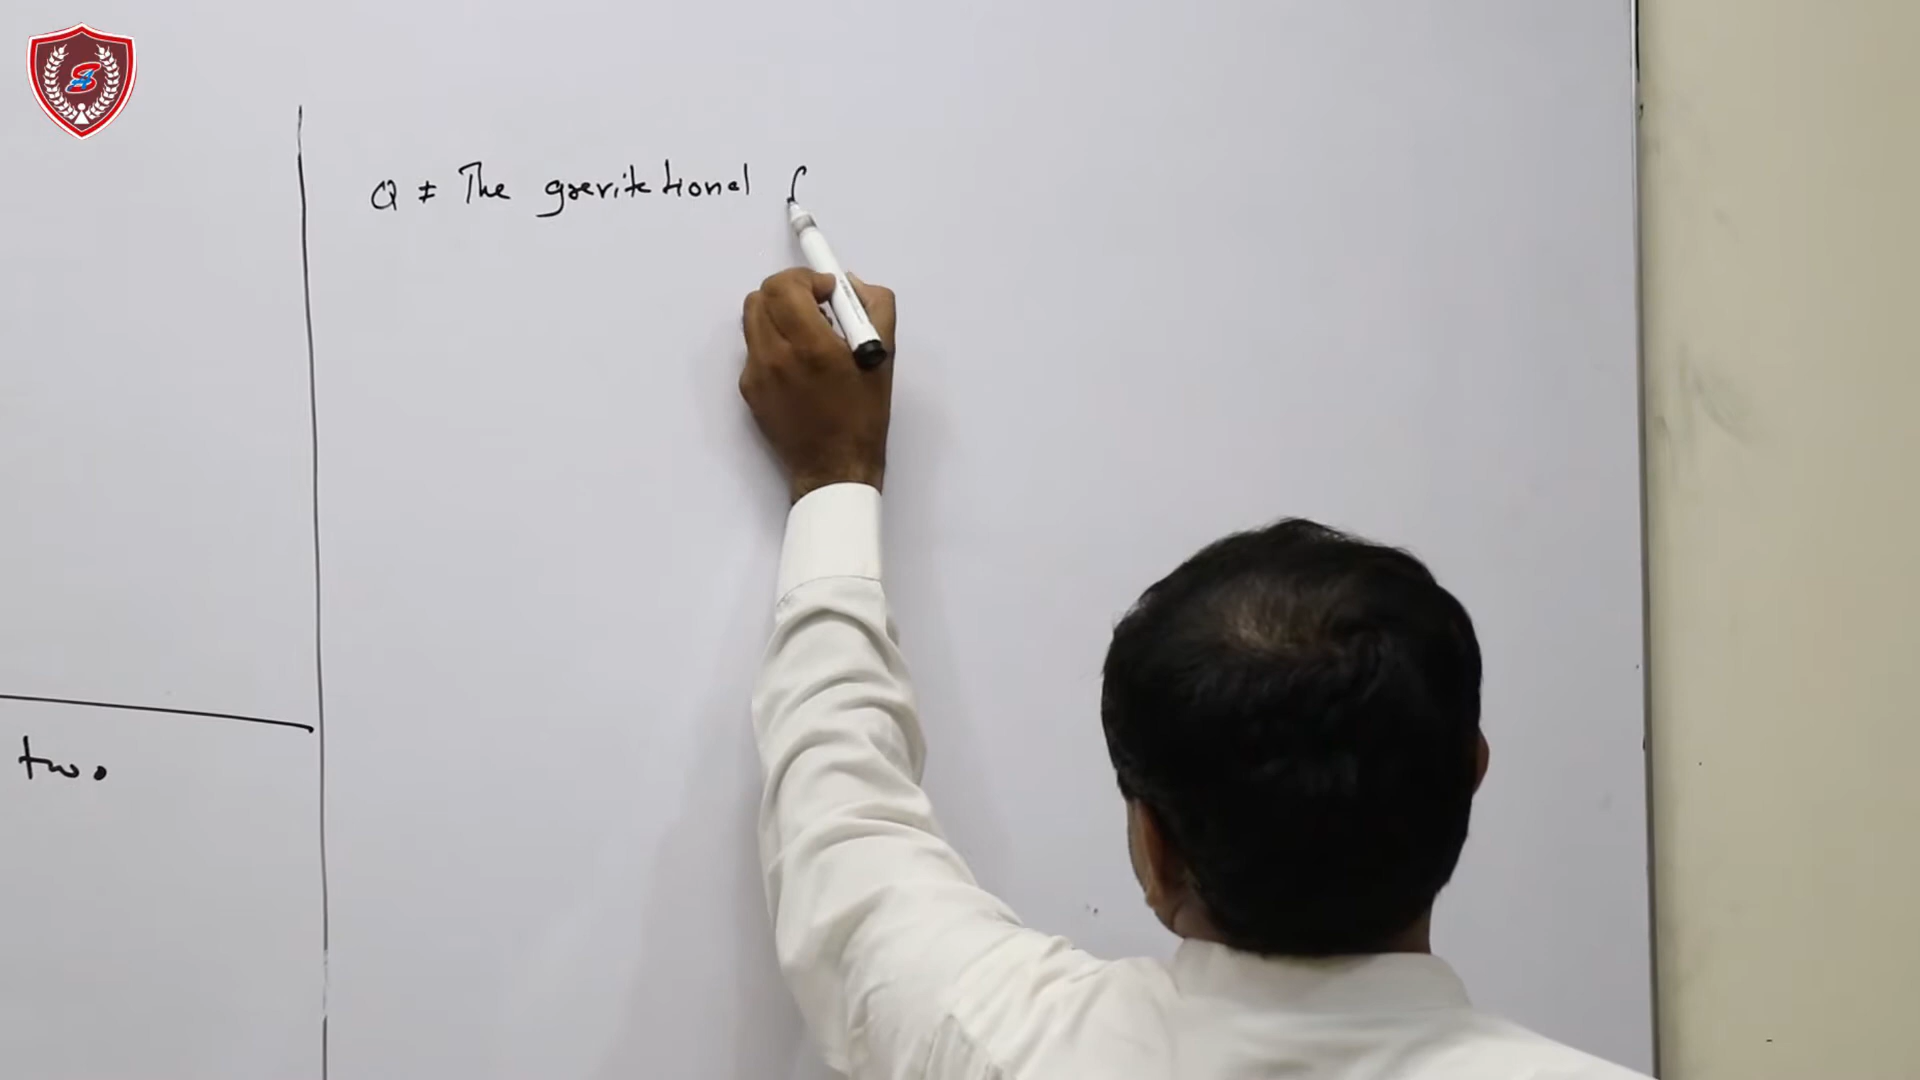 Q ‡ The gravitational f
two